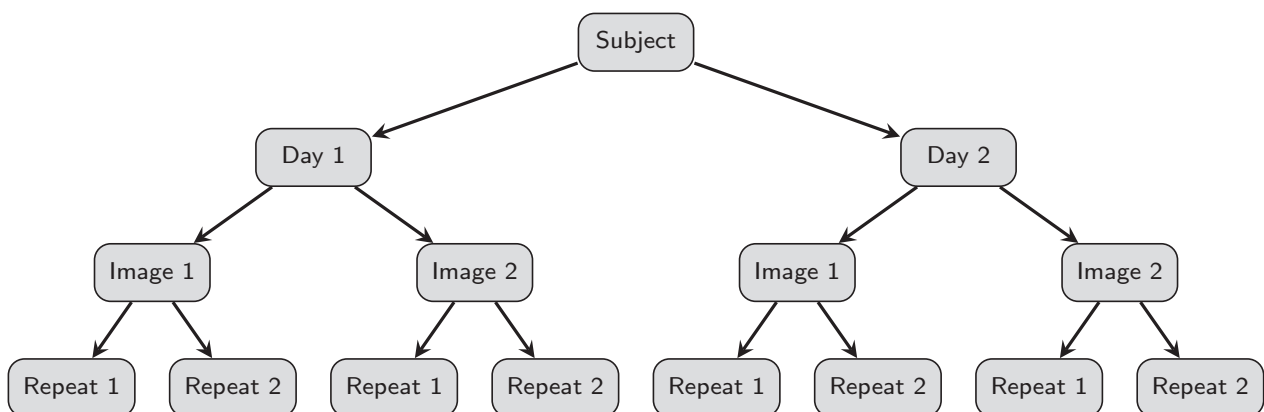 Subject
Day 1 Day 2
Image 1 Image 2 Image 1 Image 2
Repeat 1 Repeat 2 Repeat 1 Repeat 2 Repeat 1 Repeat 2 Repeat 1 Repeat 2